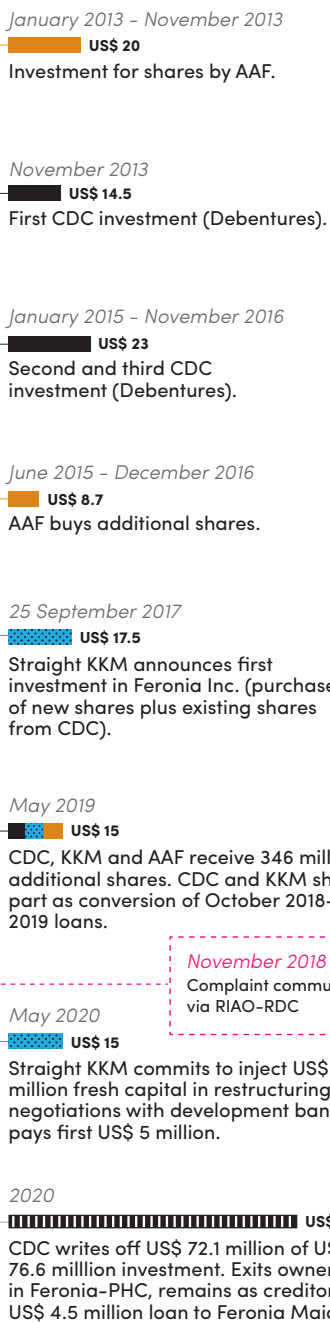 January 2013 - November 2013
US$ 20
Investment for shares by AAF.
November 2013
US$ 14.5
First CDC investment (Debentures).
January 2015 - November 2016
US$ 23
Second and third CDC
investment (Debentures).
June 2015 - December 2016
US$ 8.7
AAF buys additional shares.
25 September 2017
US$ 17.5
Straight KKM announces first
investment in Feronia Inc. (purchase
of new shares plus existing shares
from CDC).
May 2019
US$ 15
CDC, KKM and AAF receive 346
additional shares. CDC and KKM
part as conversion of October 2018-
2019 loans.
November 2018
Complaint
via RIAO-RDC
May 2020
US$ 15
Straight KKM commits to inject US$
million fresh capital in restructuring
negotiations with development
pays first US$ 5 million.
2020
CDC writes off US$ 72.1 million of
76.6 milllion investment. Exits
in Feronia-PHC, remains as creditor
US$ 4.5 million loan to Feronia